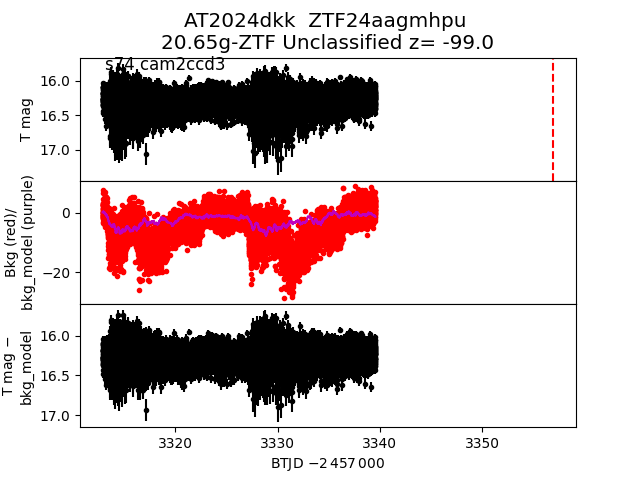 AT2024dkk ZTF24aagmhpu
20.65g-ZTF Unclassified z= -99.0
s74 cam2ccd3
16.0
16.5
17.0
T mag
0
−20
Bkg (red)/
bkg_model (purple)
16.0
16.5
17.0
T mag −
bkg_model
3320 3330 3340 3350
BTJD −2 457 000